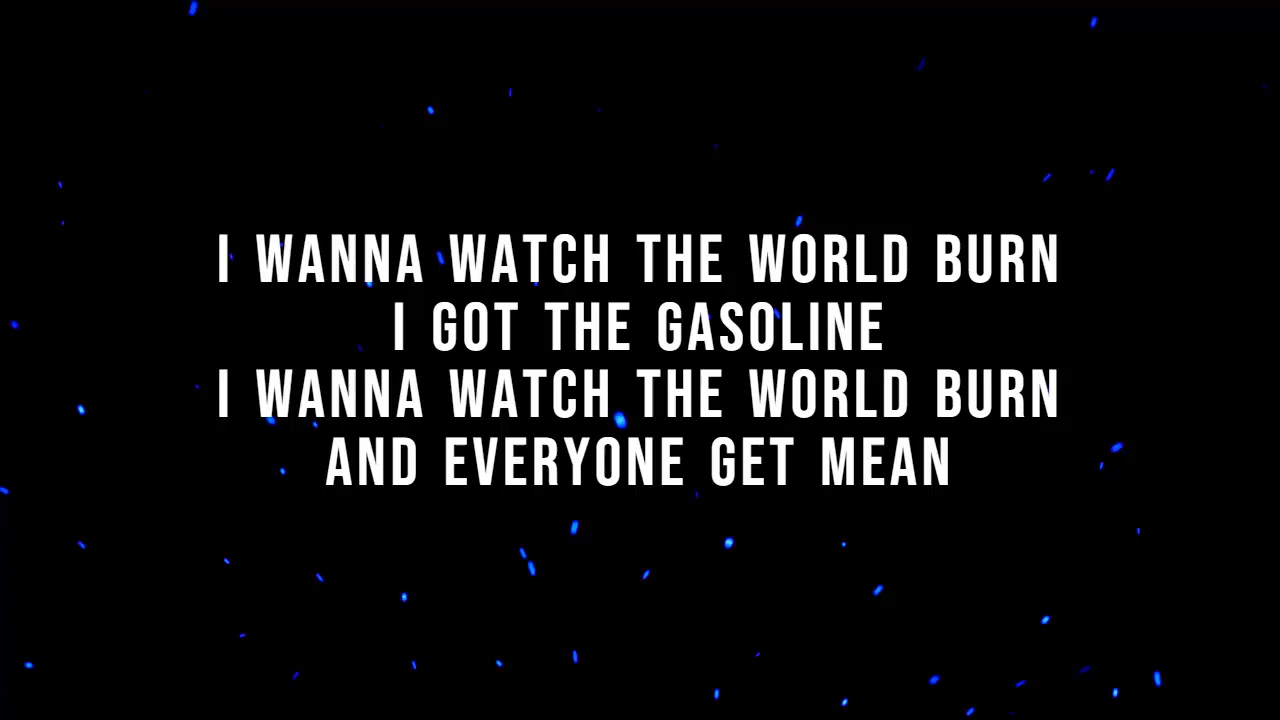 I WANNA WATCH THE WORLD BURN
I GOT THE GASOLINE
I WANNA WATCH THE WORLD BURN
AND EVERYONE GET MEAN